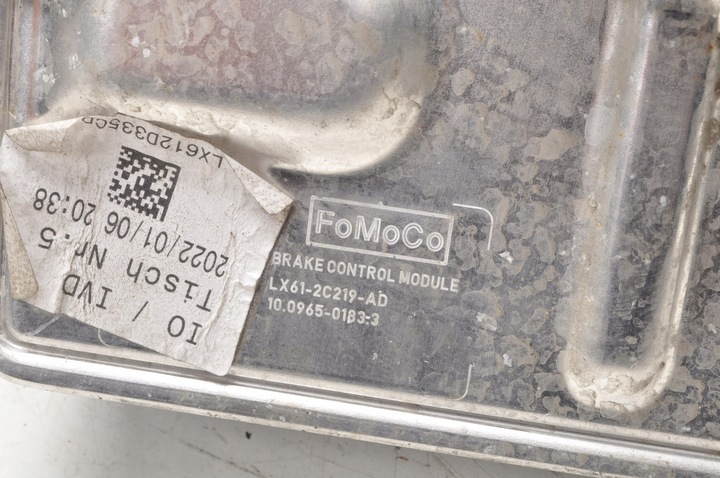 FoMoCo
BRAKE CONTROL MODULE
LX61-2C219-AD
10.0965-0183-3
IO / IVD
Tisch Nr.5
2022/01/06 20:38
LX612D335CP